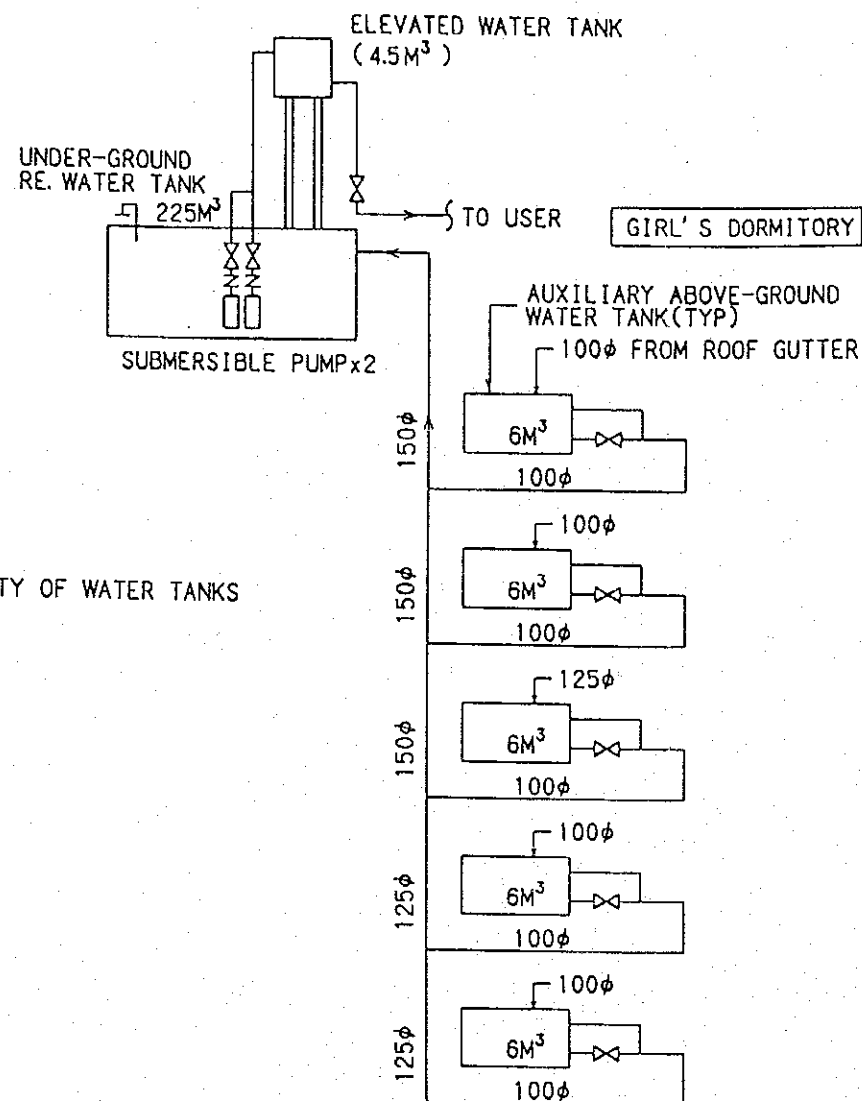 ELEVATED WATER TANK
(4.5M³)
UNDER-GROUND
RE. WATER TANK
225M³
TO USER
GIRL'S DORMITORY
SUBMERSIBLE PUMPx2
AUXILIARY ABOVE-GROUND
WATER TANK(TYP)
100ϕ FROM ROOF GUTTER
150ϕ
6M³
100ϕ
100ϕ
150ϕ
6M³
100ϕ
TY OF WATER TANKS
125ϕ
150ϕ
6M³
100ϕ
100ϕ
125ϕ
6M³
100ϕ
100ϕ
125ϕ
6M³
100ϕ